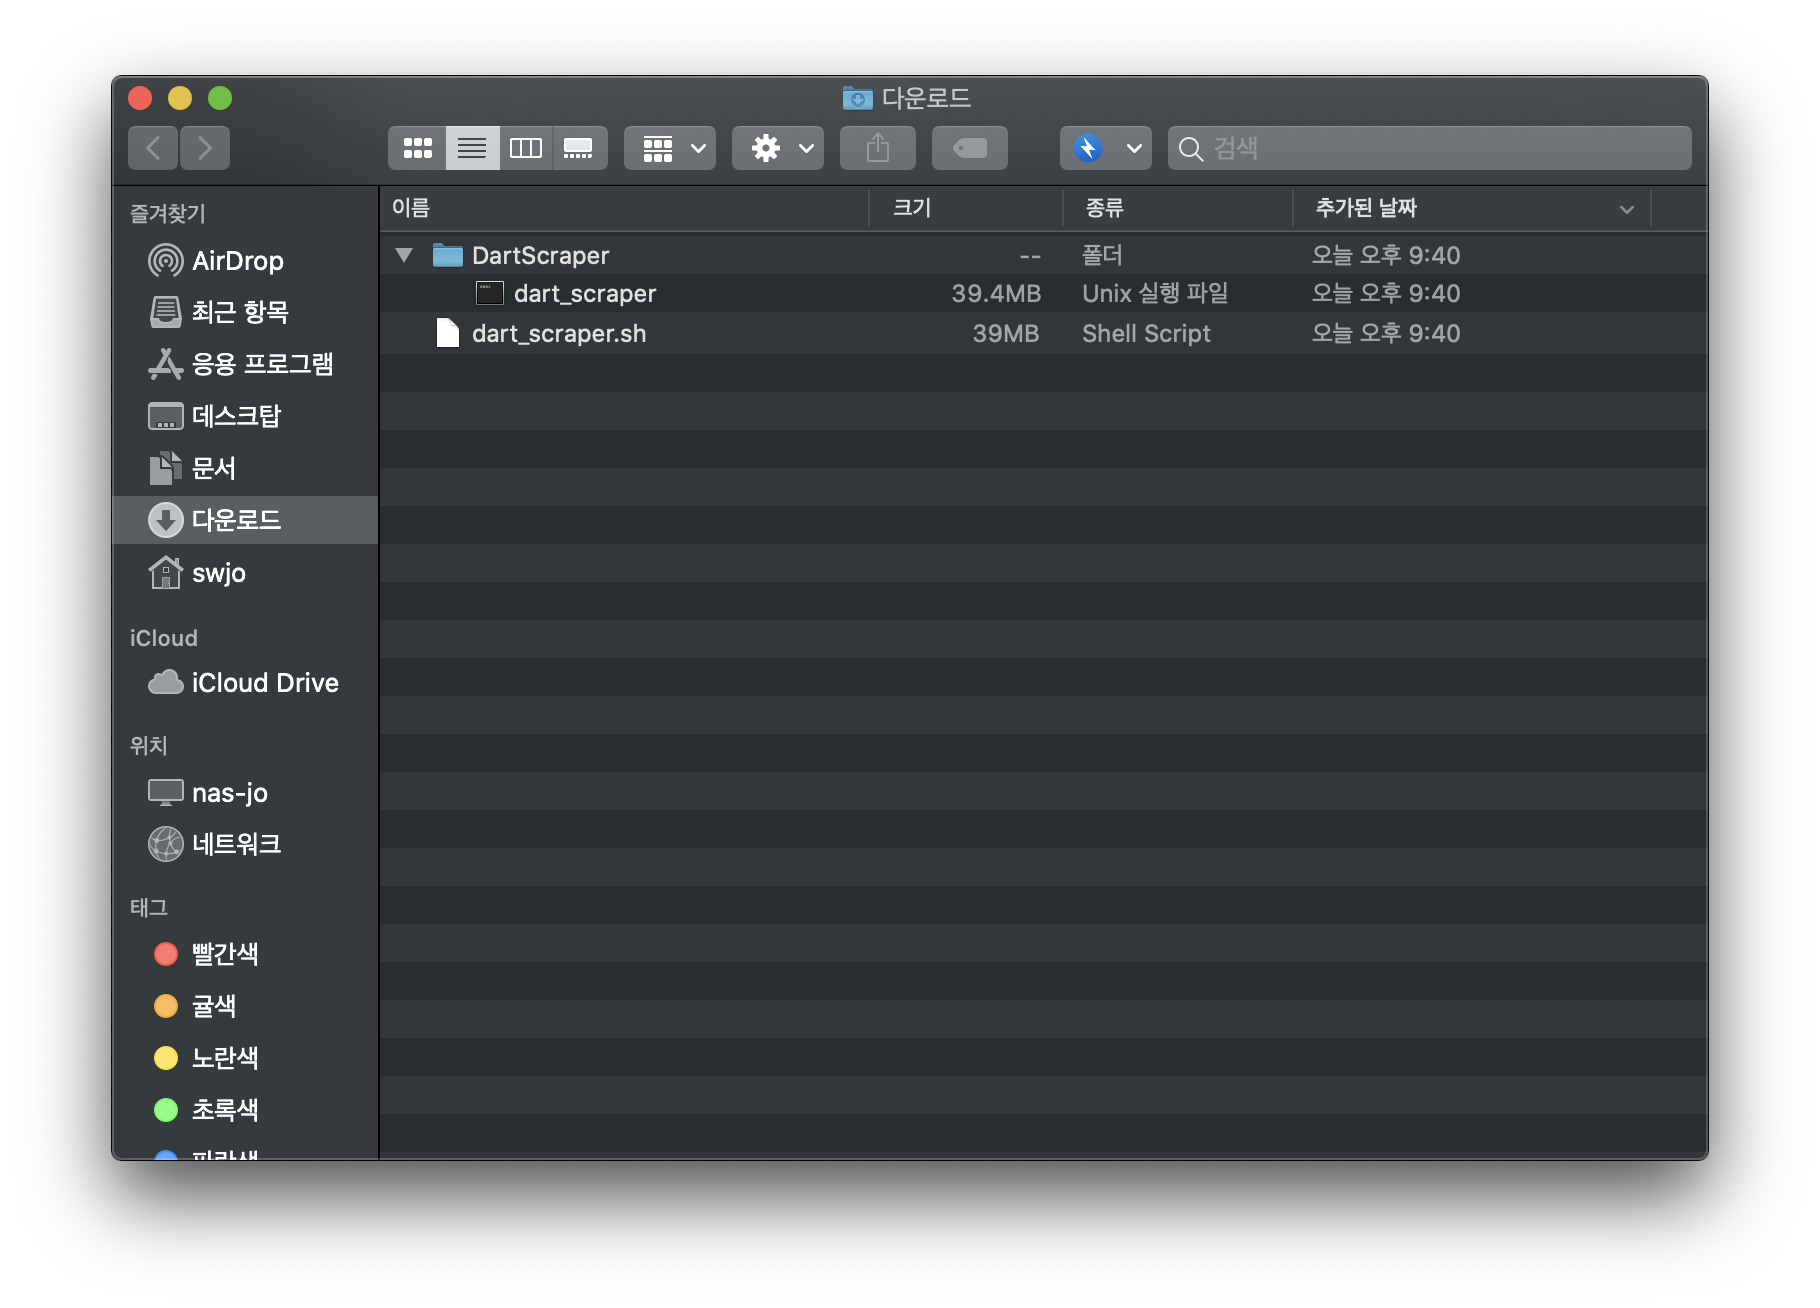 다운로드
검색
즐겨찾기
AirDrop
최근 항목
응용 프로그램
데스크탑
문서
다운로드
swjo
iCloud
iCloud Drive
위치
nas-jo
네트워크
태그
빨간색
귤색
노란색
초록색
파란색
이름 크기 종류 추가된 날짜
DartScraper -- 폴더 오늘 오후 9:40
dart_scraper 39.4MB Unix 실행 파일 오늘 오후 9:40
dart_scraper.sh 39MB Shell Script 오늘 오후 9:40